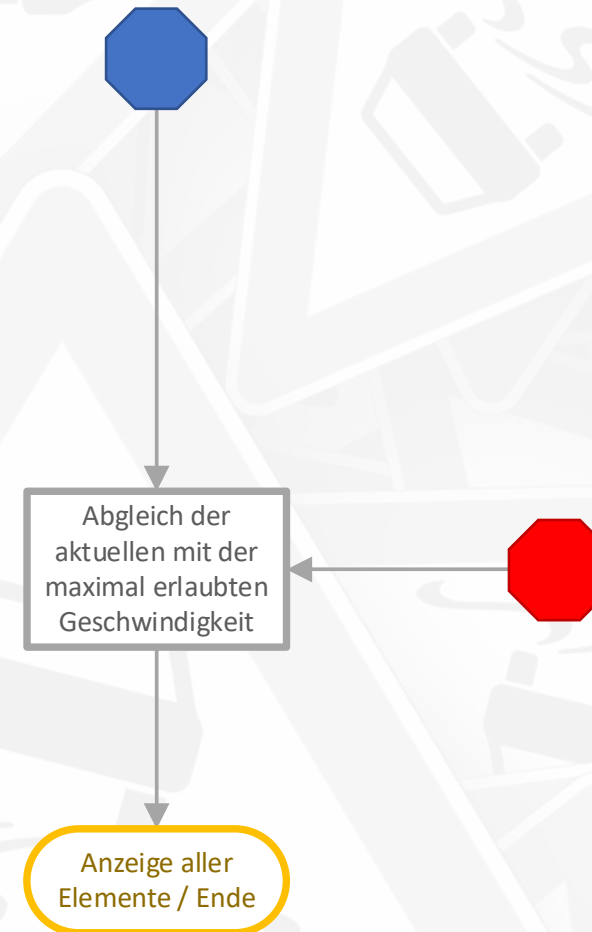 Abgleich der
aktuellen mit der
maximal erlaubten
Geschwindigkeit
Anzeige aller
Elemente / Ende